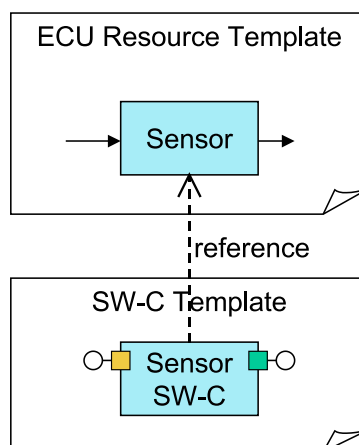 ECU Resource Template
Sensor
reference
SW-C Template
Sensor
SW-C